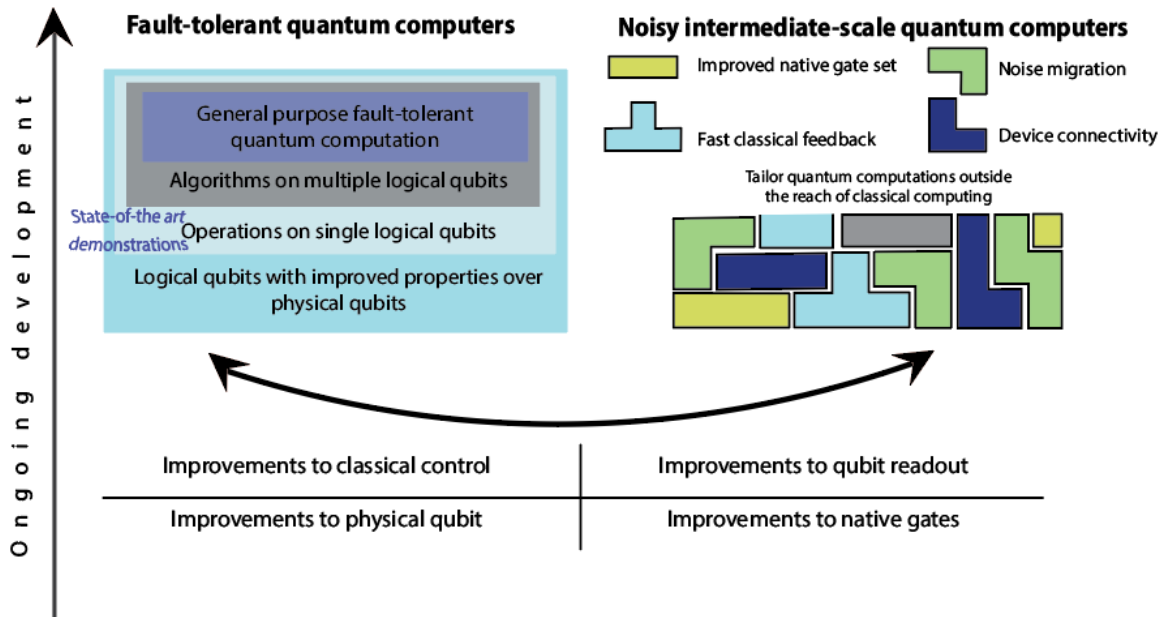 Ongoing development
Fault-tolerant quantum computers
General purpose fault-tolerant
quantum computation
Algorithms on multiple logical qubits
State-of-the art
demonstrations
Operations on single logical qubits
Logical qubits with improved properties over
physical qubits
Noisy intermediate-scale quantum computers
Improved native gate set
Noise migration
Fast classical feedback
Device connectivity
Tailor quantum computations outside
the reach of classical computing
Improvements to classical control
Improvements to qubit readout
Improvements to physical qubit
Improvements to native gates